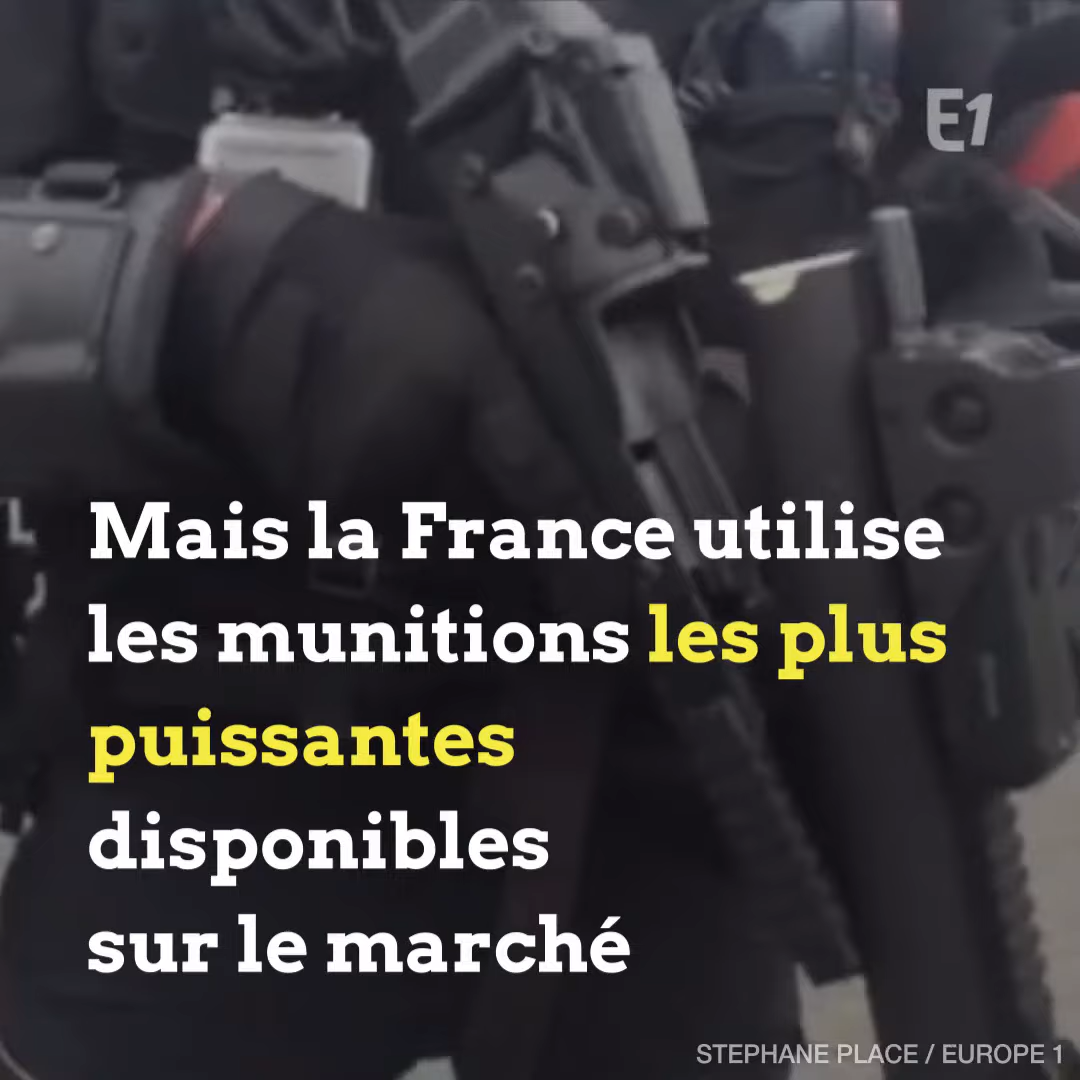 E1
Mais la France utilise
les munitions les plus
puissantes
disponibles
sur le marché
STEPHANE PLACE / EUROPE 1